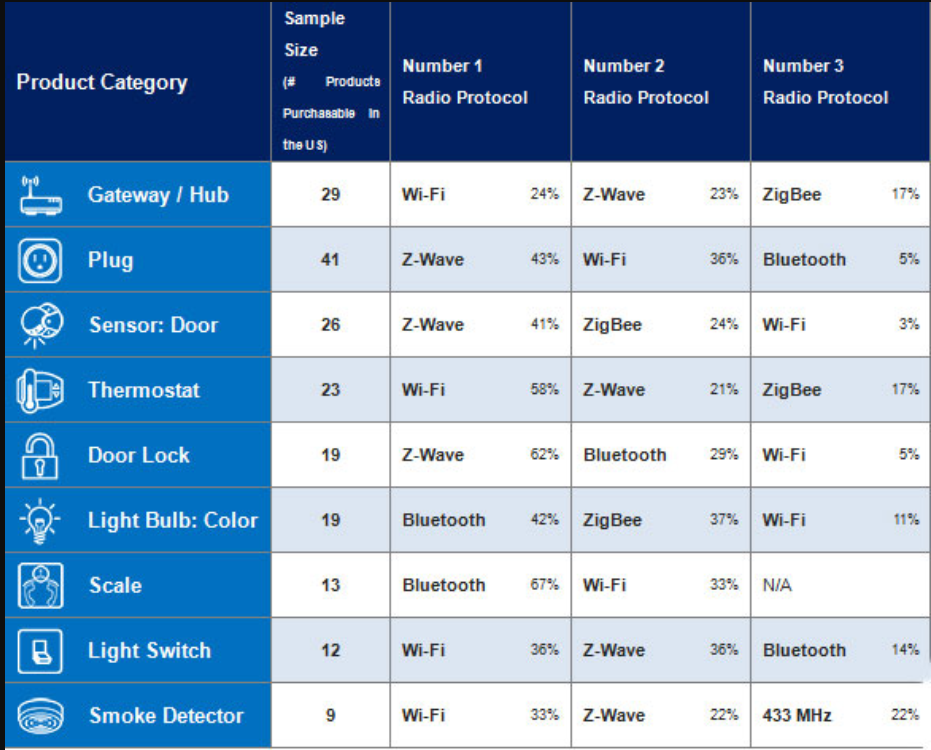 Product Category
Sample
Size
(# Products
Purchasable in
the US)
Number 1
Radio Protocol
Number 2
Radio Protocol
Number 3
Radio Protocol
Gateway / Hub 29 Wi-Fi 24% Z-Wave 23% ZigBee 17%
Plug 41 Z-Wave 43% Wi-Fi 36% Bluetooth 5%
Sensor: Door 26 Z-Wave 41% ZigBee 24% Wi-Fi 3%
Thermostat 23 Wi-Fi 58% Z-Wave 21% ZigBee 17%
Door Lock 19 Z-Wave 62% Bluetooth 29% Wi-Fi 5%
Light Bulb: Color 19 Bluetooth 42% ZigBee 37% Wi-Fi 11%
Scale 13 Bluetooth 67% Wi-Fi 33% N/A
Light Switch 12 Wi-Fi 36% Z-Wave 36% Bluetooth 14%
Smoke Detector 9 Wi-Fi 33% Z-Wave 22% 433 MHz 22%